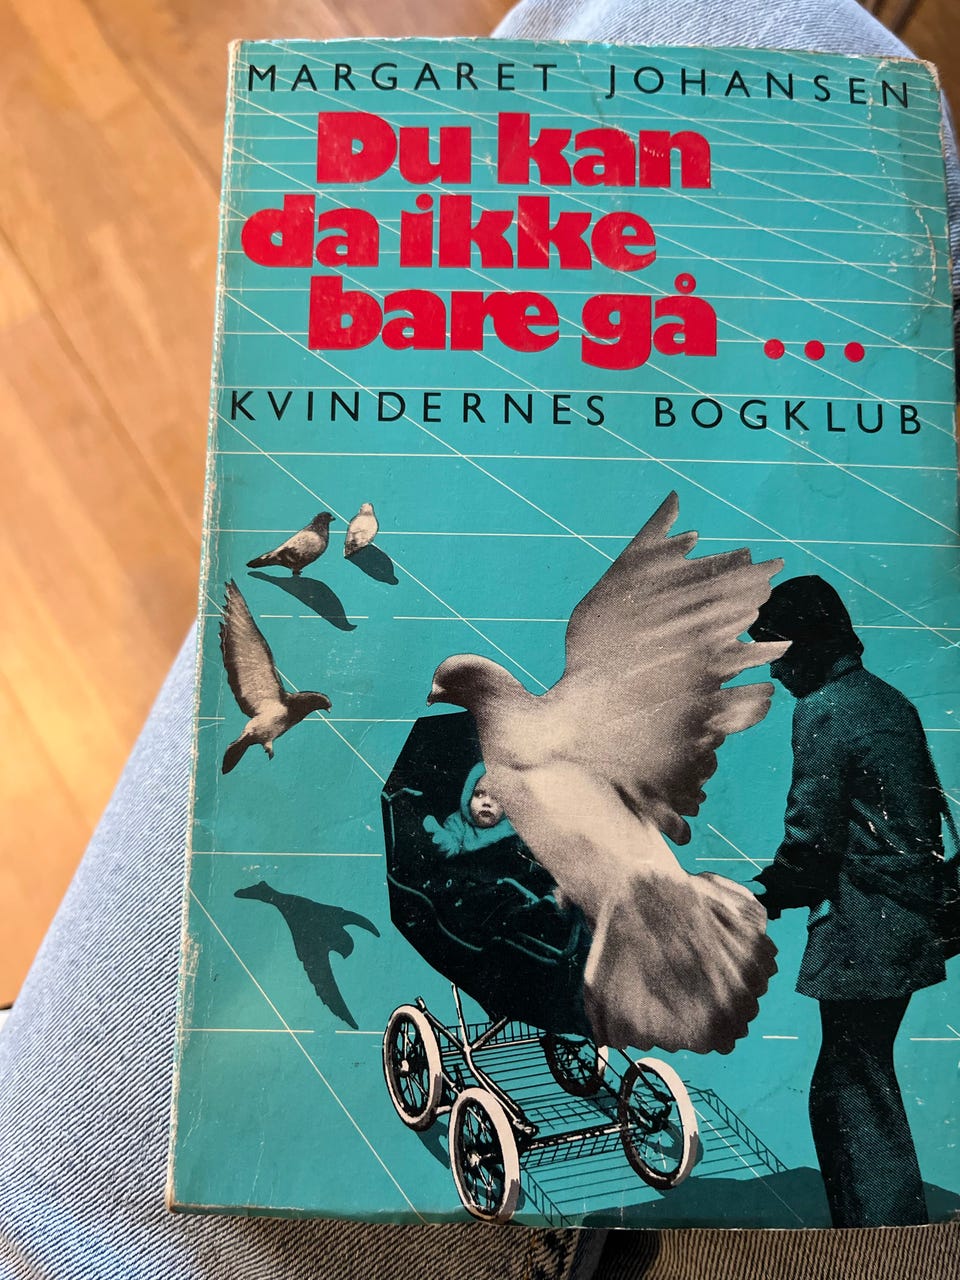 MARGARET JOHANSEN
Du kan
da ikke
bare gå ...
KVINDERNES BOGKLUB